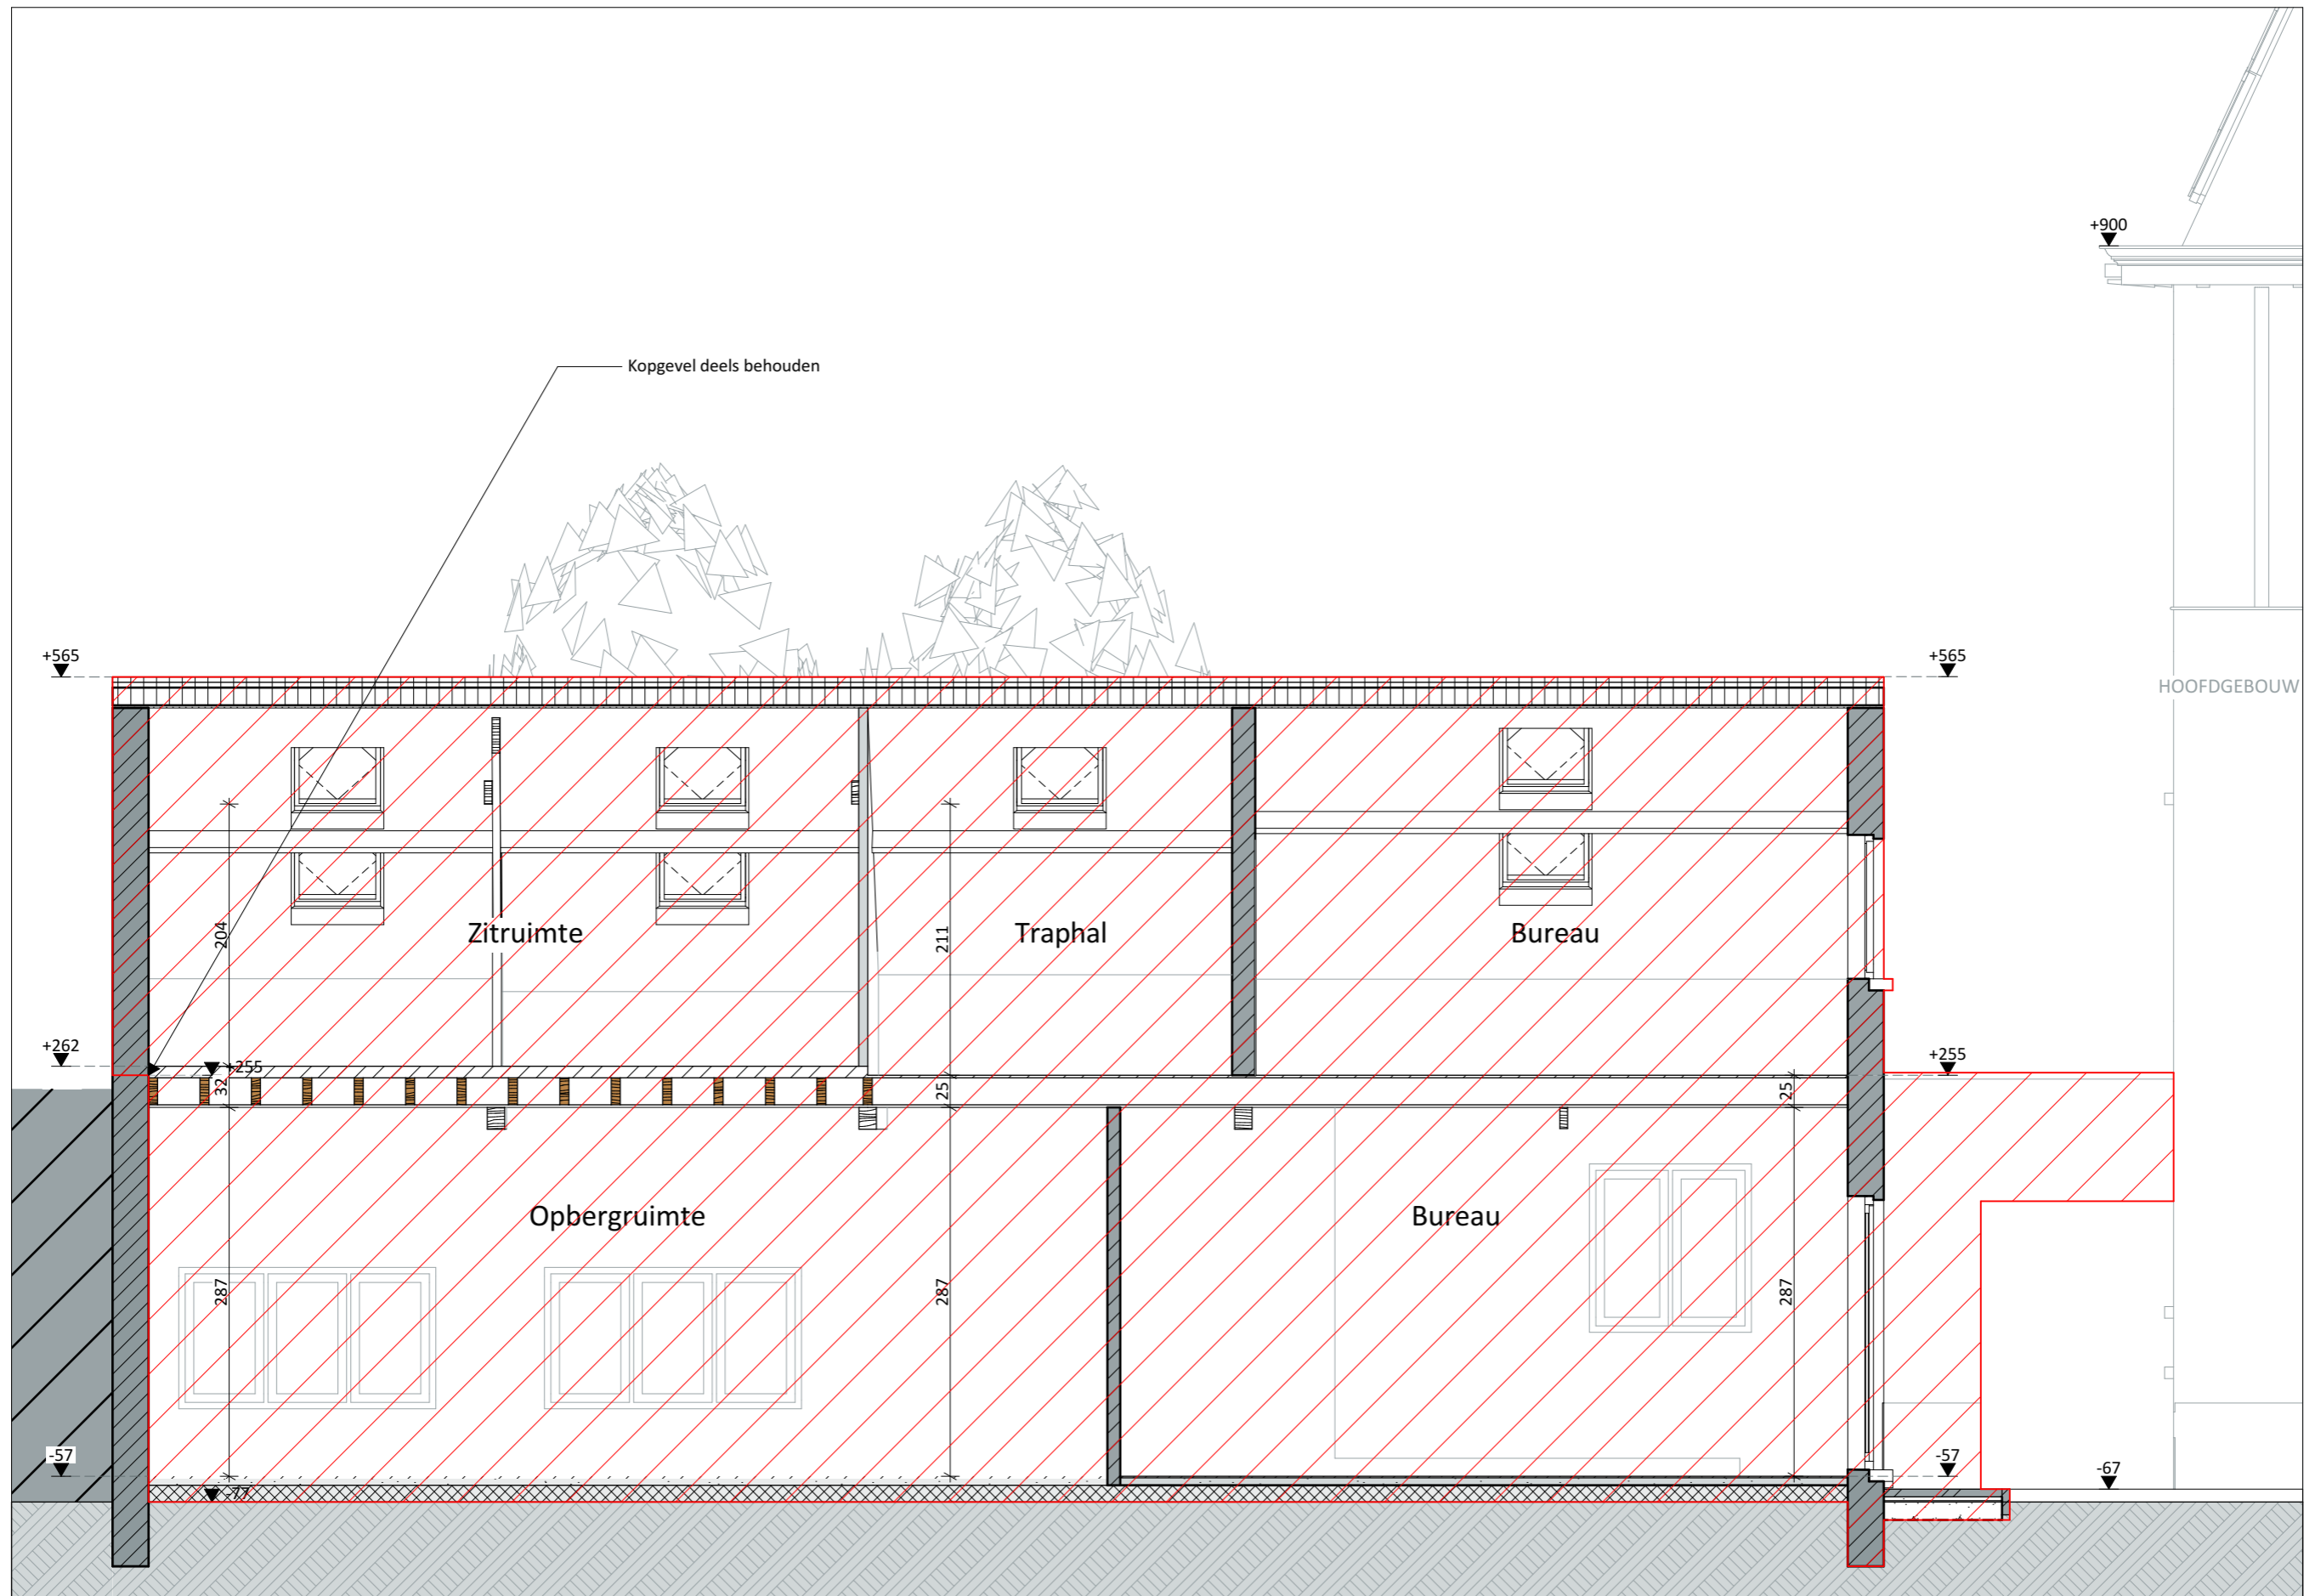 +900
Kopgevel deels behouden
+565
+565
HOOFDGEBOUW
204
Zitruimte
211
Traphal
Bureau
+262
+255
+255
32
25
25
Opbergruimte
Bureau
287
287
287
-57
-57
-67
-77